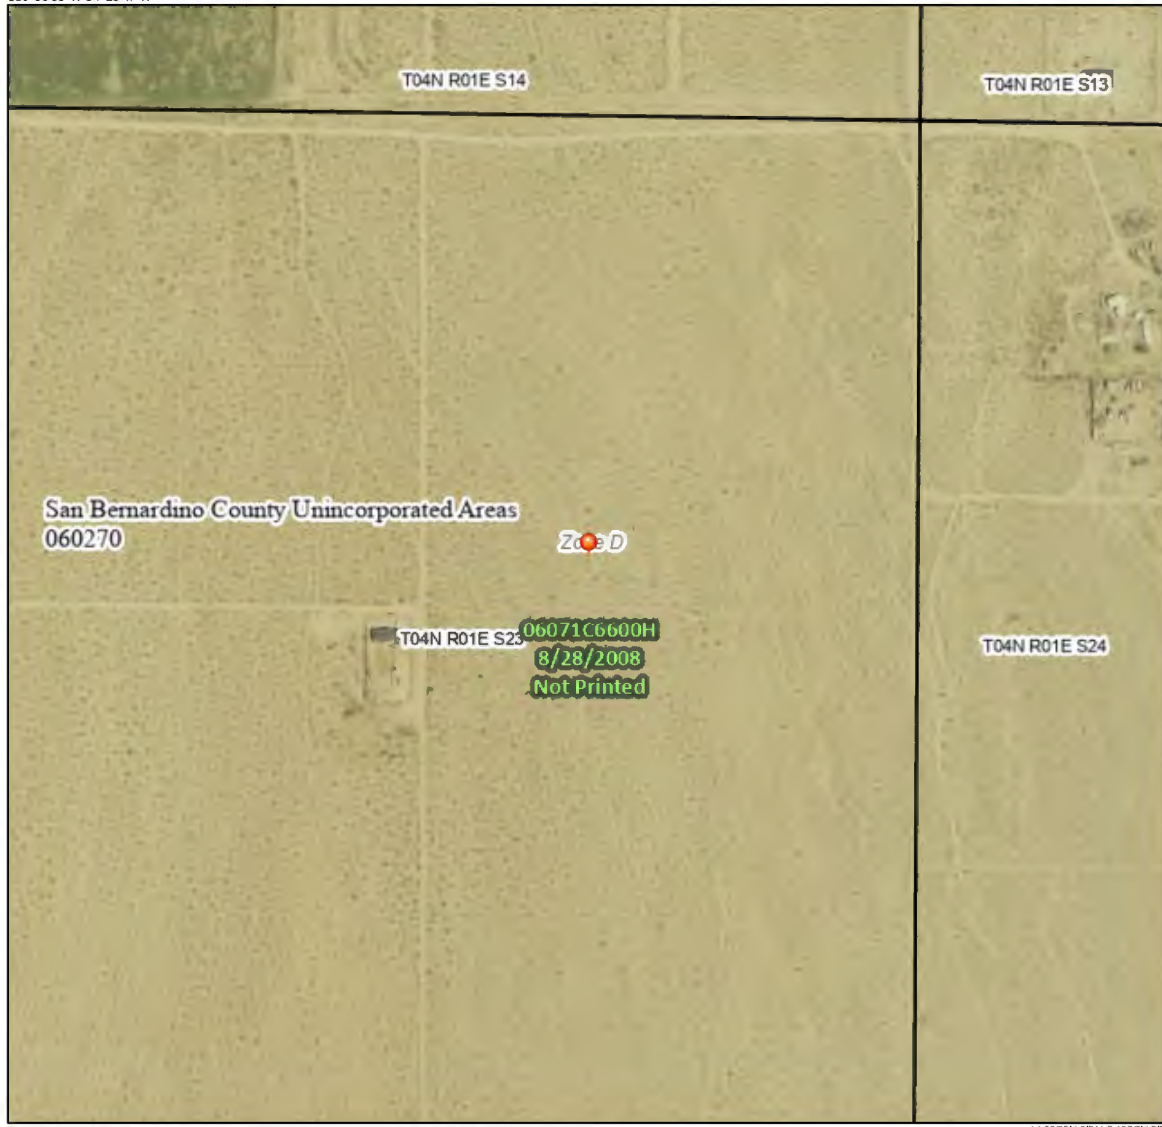 T04N R01E S14
T04N R01E S13
San Bernardino County Unincorporated Areas
060270
Zone D
T04N R01E S23
06071C6600H
8/28/2008
Not Printed
T04N R01E S24